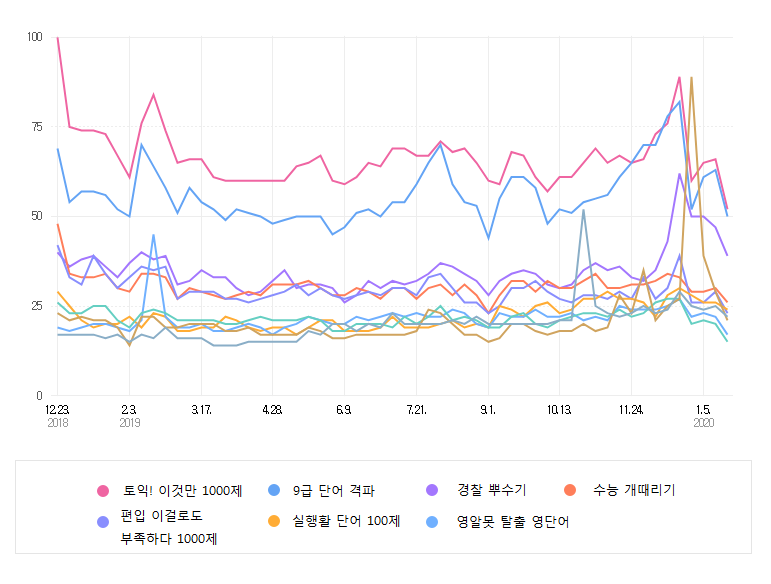 100
75
50
25
0
12.23. 2.3. 3.17. 4.28. 6.9. 7.21. 9.1. 10.13. 11.24. 1.5.
2018 2019 2020
토익! 이것만 1000제 9급 단어 격파 경찰 뿌수기 수능 개때리기
편입 이걸로도 실행활 단어 100제 영알못 탈출 영단어
부족하다 1000제